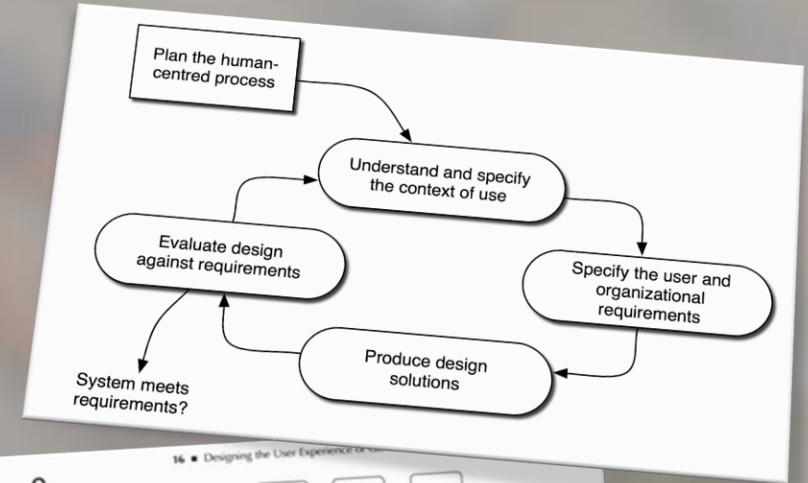 Plan the human-
centred process
Understand and specify
the context of use
Specify the user and
organizational
requirements
Produce design
solutions
Evaluate design
against requirements
System meets
requirements?
16 ■ Designing the User Experience